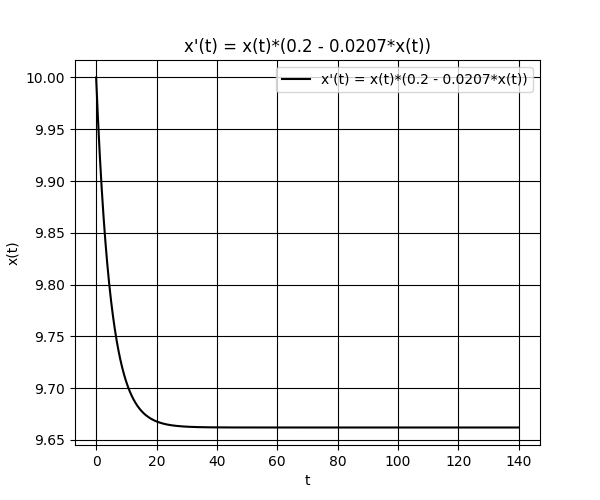 x'(t) = x(t)*(0.2 - 0.0207*x(t))
x'(t) = x(t)*(0.2 - 0.0207*x(t))
10.00
9.95
9.90
9.85
9.80
9.75
9.70
9.65
x(t)
0 20 40 60 80 100 120 140
t